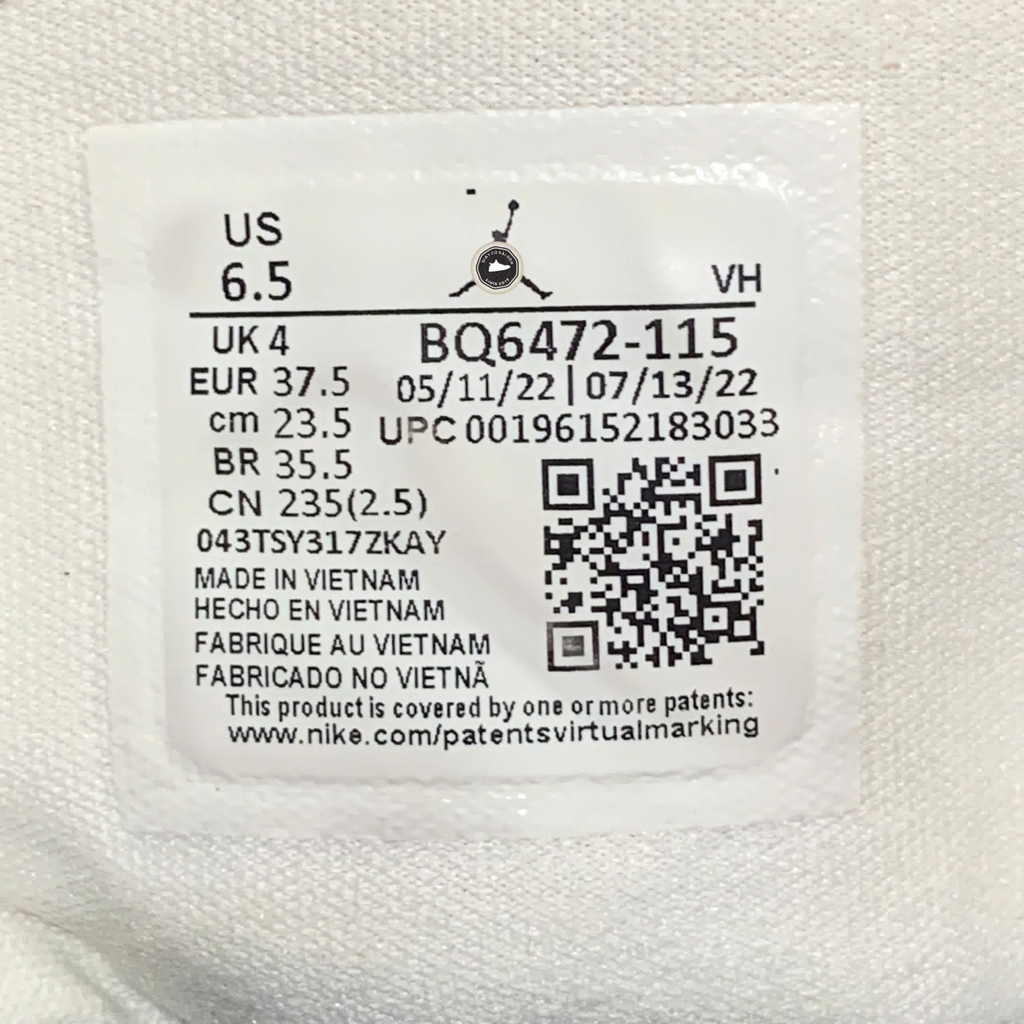 US
6.5
VH
UK 4
BQ6472-115
EUR 37.5
05/11/22 | 07/13/22
cm 23.5
UPC 00196152183033
BR 35.5
CN 235(2.5)
043TSY317ZKAY
MADE IN VIETNAM
HECHO EN VIETNAM
FABRIQUE AU VIETNAM
FABRICADO NO VIETNÃ
This product is covered by one or more patents:
www.nike.com/patentsvirtualmarking